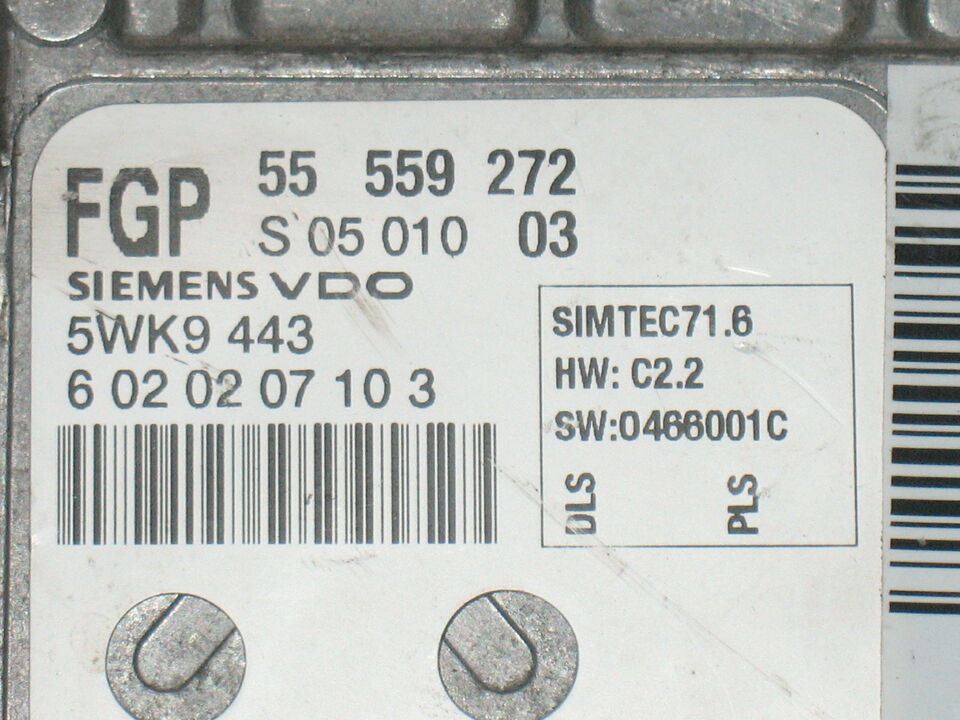 FGP 55 559 272
S 05 010 03
SIEMENS VDO
5WK9 443
6 02 02 07 10 3
SIMTEC71.6
HW: C2.2
SW:0466001C
DLS PLS